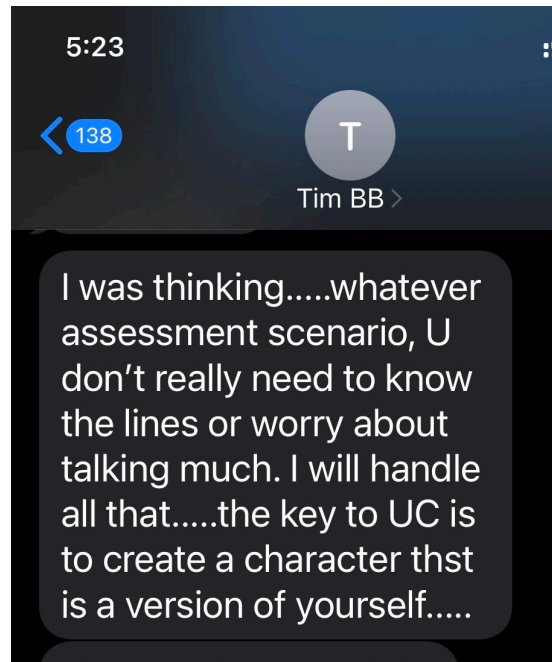 5:23
138
T
Tim BB
I was thinking.....whatever
assessment scenario, U
don't really need to know
the lines or worry about
talking much. I will handle
all that.....the key to UC is
to create a character thst
is a version of yourself.....